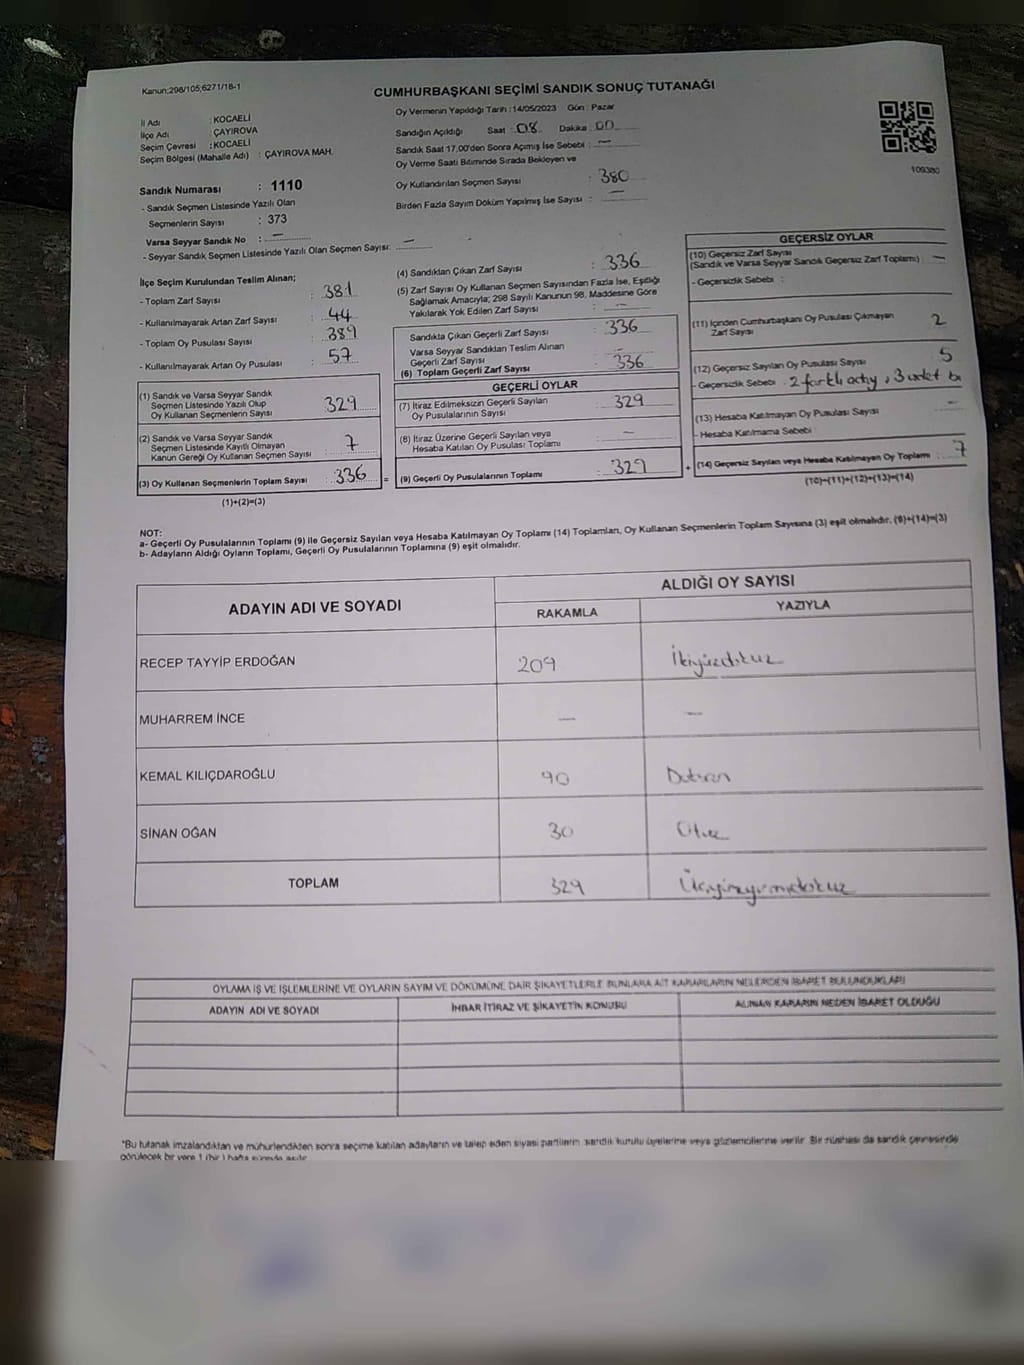 Kanun:298/105;6271/18-1
CUMHURBAŞKANI SEÇİMİ SANDIK SONUÇ TUTANAĞI
İl Adı : KOCAELİ
İlçe Adı : ÇAYIROVA
Seçim Çevresi : KOCAELİ
Seçim Bölgesi (Mahalle Adı) : ÇAYIROVA MAH.
Sandık Numarası : 1110
- Sandık Seçmen Listesinde Yazılı Olan
Seçmenlerin Sayısı : 373
Varsa Seyyar Sandık No : —
- Seyyar Sandık Seçmen Listesinde Yazılı Olan Seçmen Sayısı: —
Oy Vermenin Yapıldığı Tarih : 14/05/2023 Gün : Pazar
Sandığın Açıldığı Saat : 08 Dakika : 00
Sandık Saat 17.00'den Sonra Açımış İse Sebebi : —
Oy Verme Saati Bitiminde Sırada Bekleyen ve
Oy Kullandırılan Seçmen Sayısı : 380
Birden Fazla Sayım Döküm Yapılmış İse Sayısı : —
109380
İlçe Seçim Kurulundan Teslim Alınan;
- Toplam Zarf Sayısı : 381
- Kullanılmayarak Artan Zarf Sayısı : 44
- Toplam Oy Pusulası Sayısı : 389
- Kullanılmayarak Artan Oy Pusulası : 57
(1) Sandık ve Varsa Seyyar Sandık
Seçmen Listesinde Yazılı Olup
Oy Kullanan Seçmenlerin Sayısı : 329
(2) Sandık ve Varsa Seyyar Sandık
Seçmen Listesinde Kayıtlı Olmayan
Kanun Gereği Oy Kullanan Seçmen Sayısı : 7
(3) Oy Kullanan Seçmenlerin Toplam Sayısı : 336 =
(1)+(2)=(3)
(4) Sandıktan Çıkan Zarf Sayısı : 336
(5) Zarf Sayısı Oy Kullanan Seçmen Sayısından Fazla İse, Eşitliği
Sağlamak Amacıyla; 298 Sayılı Kanunun 98. Maddesine Göre
Yakılarak Yok Edilen Zarf Sayısı : —
Sandıkta Çıkan Geçerli Zarf Sayısı : 336
Varsa Seyyar Sandıktan Teslim Alınan
Geçerli Zarf Sayısı : —
(6) Toplam Geçerli Zarf Sayısı : 336
GEÇERLİ OYLAR
(7) İtiraz Edilmeksizin Geçerli Sayılan
Oy Pusulalarının Sayısı : 329
(8) İtiraz Üzerine Geçerli Sayılan veya
Hesaba Katılan Oy Pusulası Toplamı : —
(9) Geçerli Oy Pusulalarının Toplamı : 329 +
GEÇERSİZ OYLAR
(10) Geçersiz Zarf Sayısı
(Sandık ve Varsa Seyyar Sandık Geçersiz Zarf Toplamı) : —
- Geçersizlik Sebebi :
(11) İçinden Cumhurbaşkanı Oy Pusulası Çıkmayan
Zarf Sayısı 2
(12) Geçersiz Sayılan Oy Pusulası Sayısı 5
- Geçersizlik Sebebi : 2 farklı , 3 adet
(13) Hesaba Katılmayan Oy Pusulası Sayısı —
- Hesaba Katılmama Sebebi
(14) Geçersiz Sayılan veya Hesaba Katılmayan Oy Toplamı : 7
(10)+(11)+(12)+(13)=(14)
NOT:
a- Geçerli Oy Pusulalarının Toplamı (9) ile Geçersiz Sayılan veya Hesaba Katılmayan Oy Toplamı (14) Toplamları, Oy Kullanan Seçmenlerin Toplam Sayısına (3) eşit olmalıdır. (9)+(14)=(3)
b- Adayların Aldığı Oyların Toplamı, Geçerli Oy Pusulalarının Toplamına (9) eşit olmalıdır.
ADAYIN ADI VE SOYADI
ALDIĞI OY SAYISI
RAKAMLA
YAZIYLA
RECEP TAYYİP ERDOĞAN 209 İkiyüzdokuz
MUHARREM İNCE — —
KEMAL KILIÇDAROĞLU 90 Doksan
SİNAN OĞAN 30 Otuz
TOPLAM 329 Üçyüzyirmidokuz
OYLAMA İŞ VE İŞLEMLERİNE VE OYLARIN SAYIM VE DÖKÜMÜNE DAİR ŞİKAYETLERLE BUNLARA AİT KARARLARIN NELERDEN İBARET BULUNDUKLARI
ADAYIN ADI VE SOYADI
İHBAR İTİRAZ VE ŞİKAYETİN KONUSU
ALINAN KARARIN NEDEN İBARET OLDUĞU
*Bu tutanak imzalandıktan ve mühürlendikten sonra seçime katılan adayların ve talep eden siyasi partilerin sandık kurulu üyelerine veya gözlemcilerine verilir. Bir nüshası da sandık çevresinde
görülecek bir yere 1 (bir ) hafta süreyle asılır.